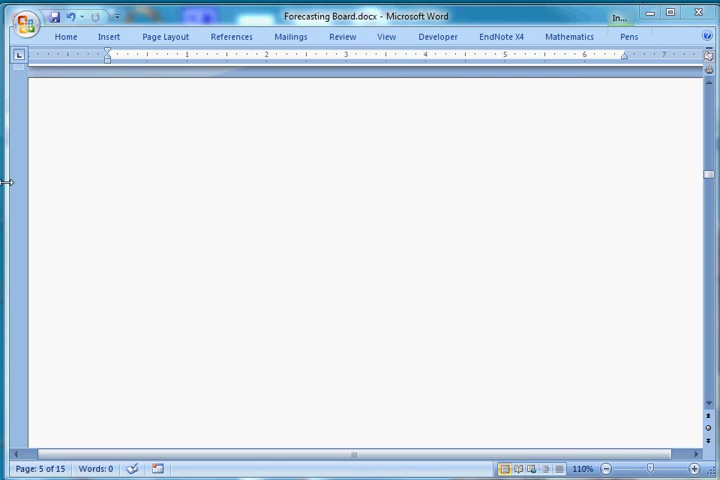 Forecasting Board.docx - Microsoft Word
In...
Home Insert Page Layout References Mailings Review View Developer EndNote X4 Mathematics Pens
1 2 3 4 5 6 7
Page: 5 of 15 Words: 0 110%